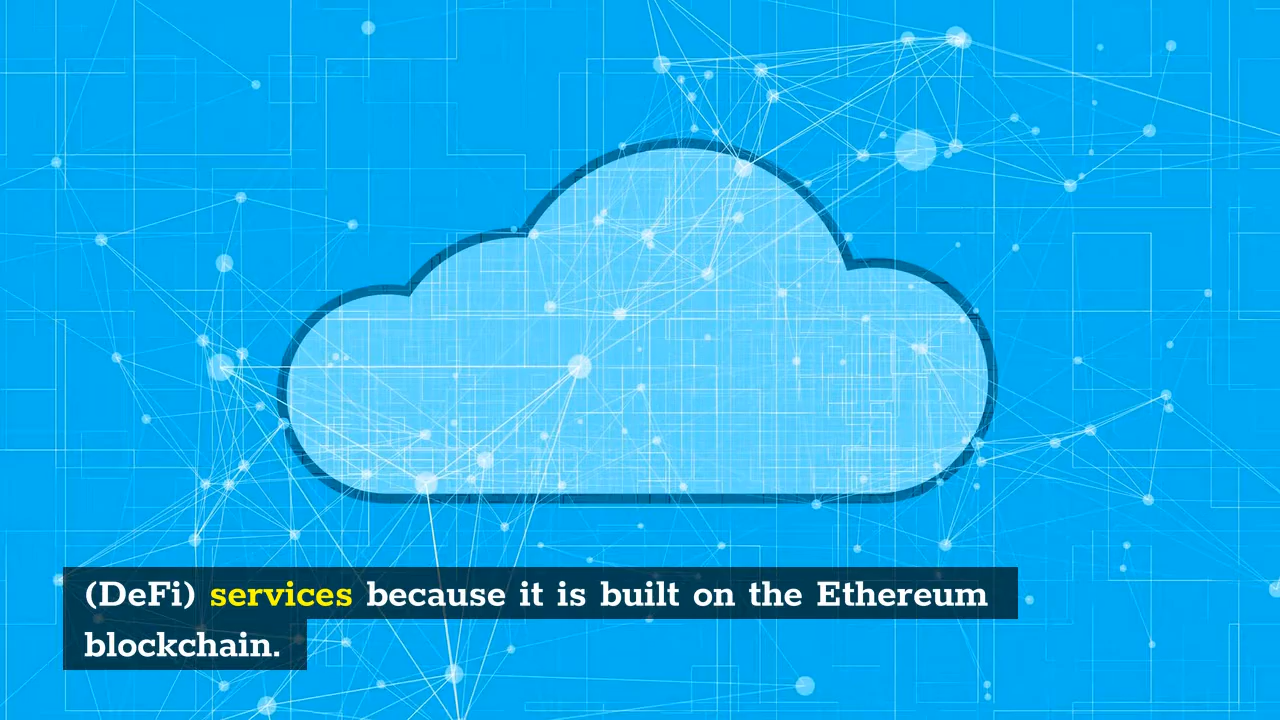 (DeFi) services because it is built on the Ethereum
blockchain.